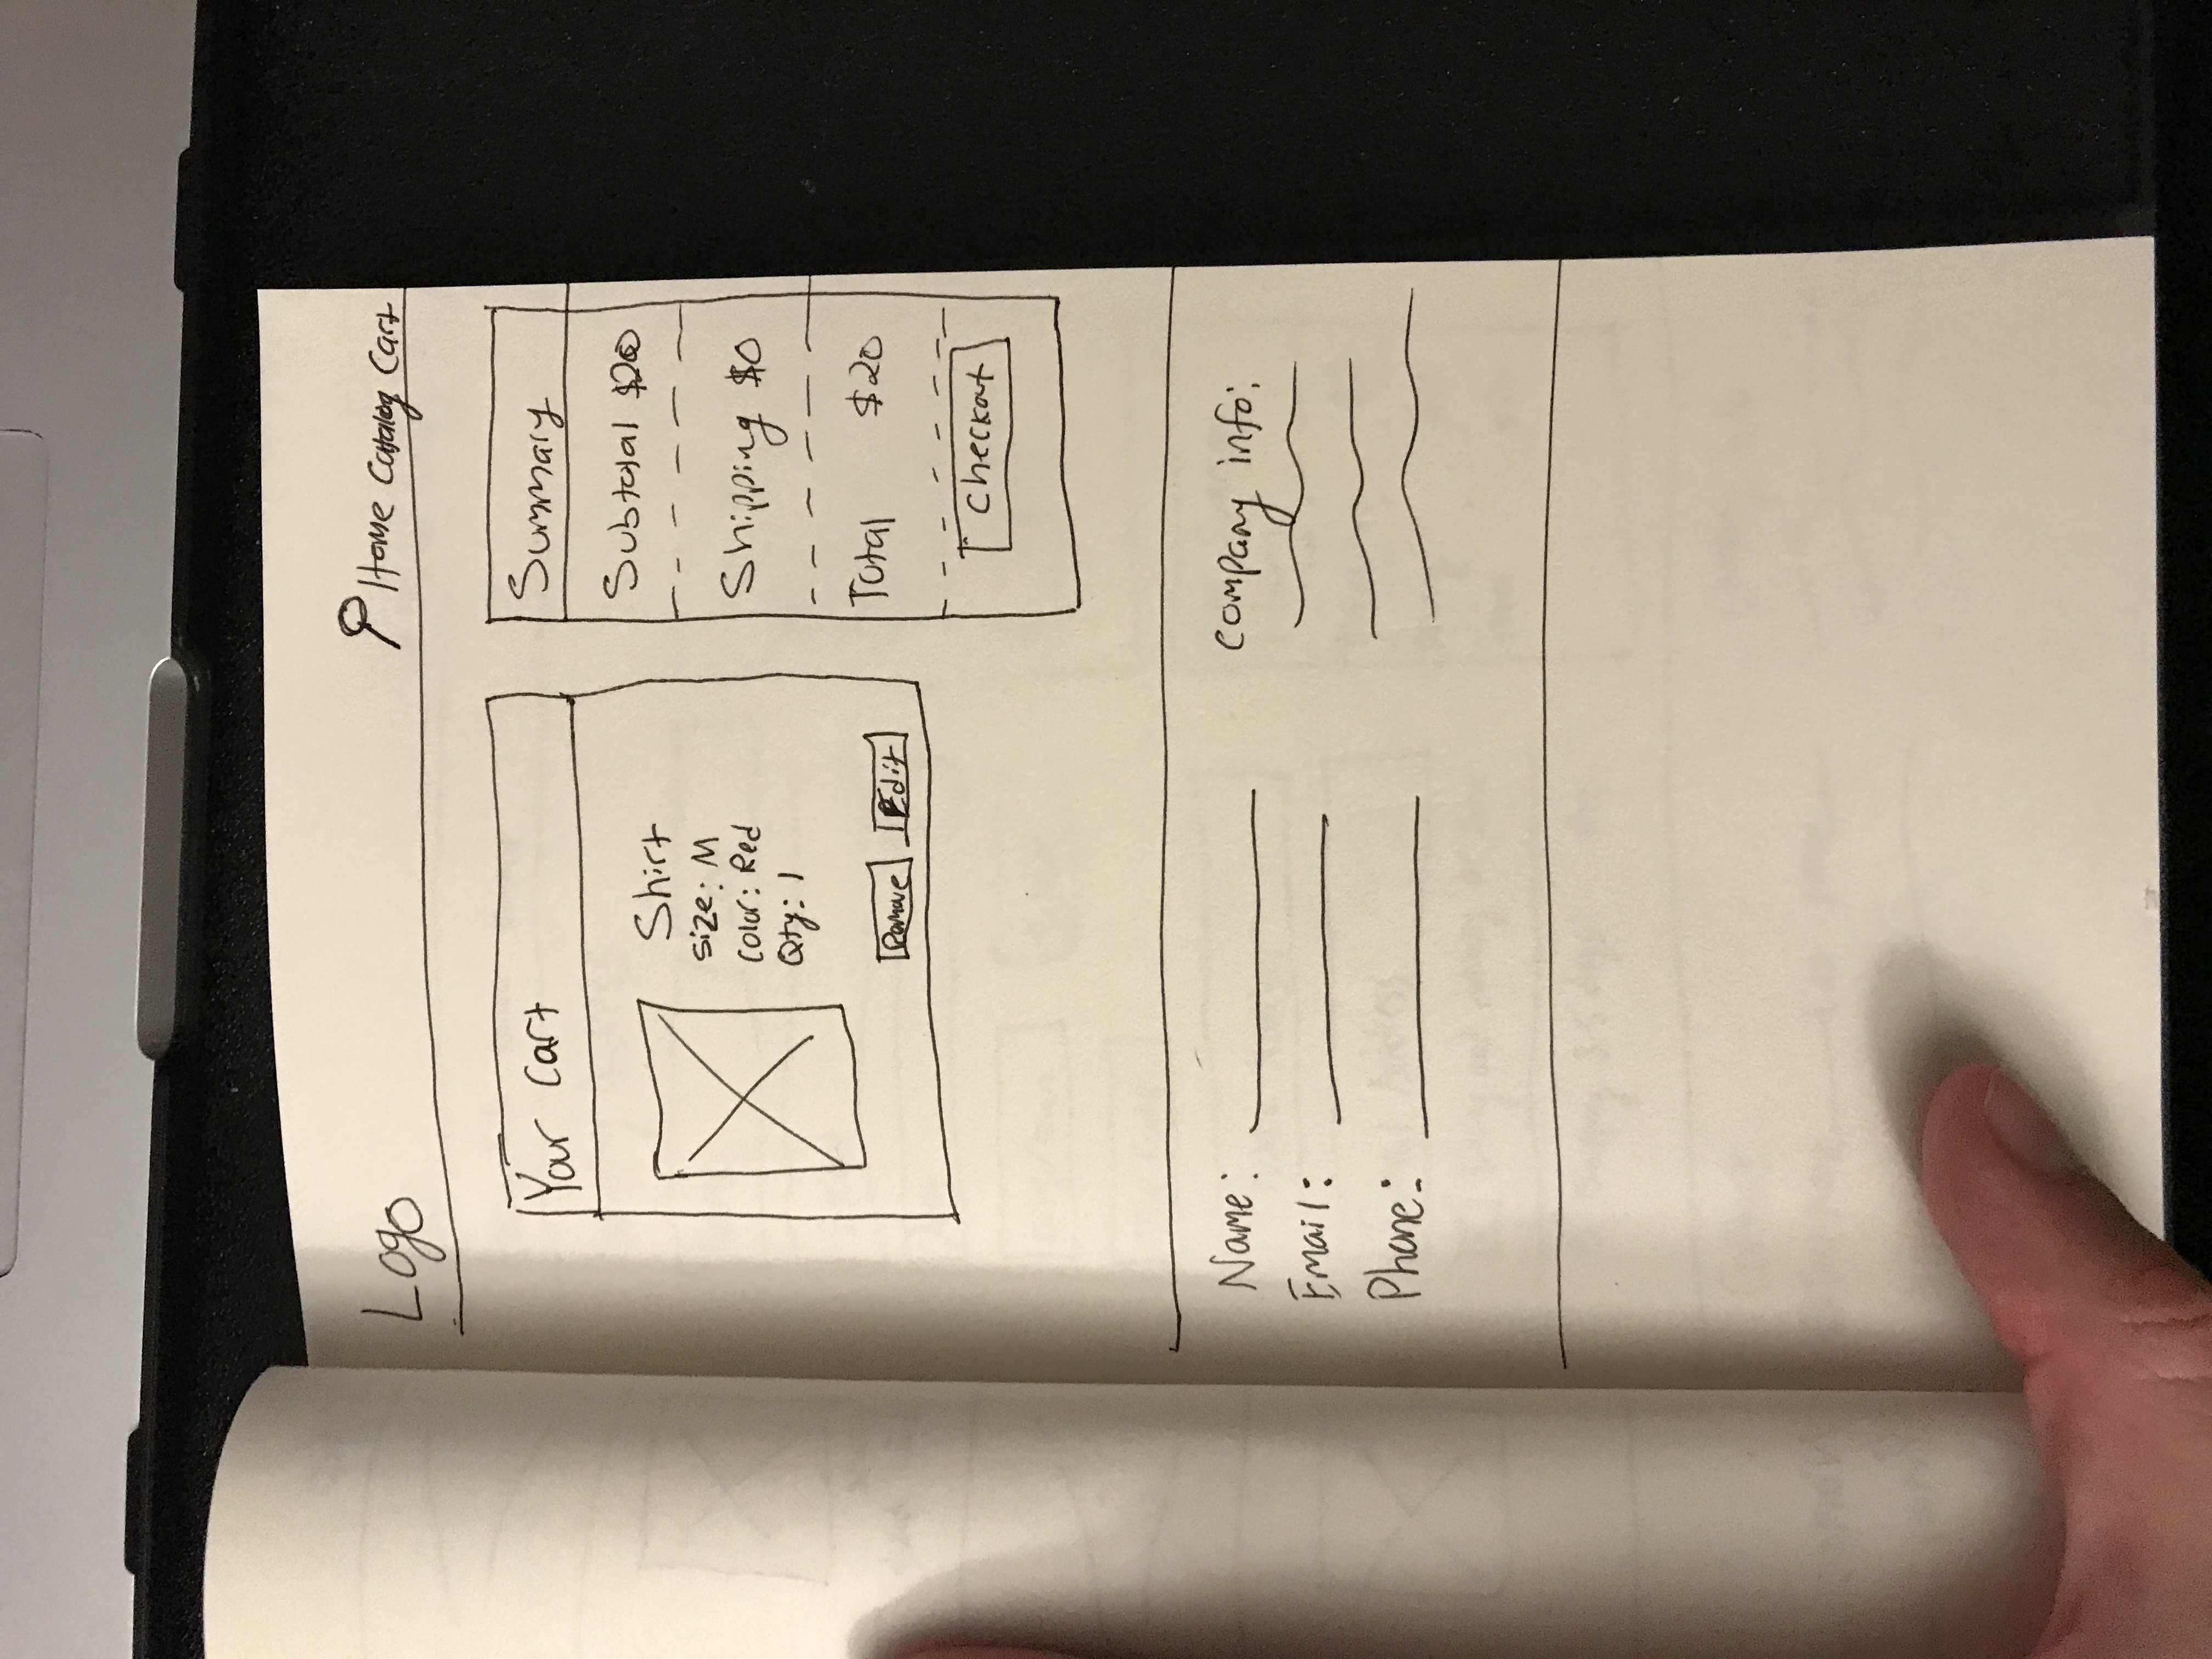 Logo
Home Catalog Cart
Your Cart
Shirt
size: M
color: Red
Qty: 1
Remove Edit
Summary
Subtotal $20
Shipping $0
Total $20
Checkout
Name:
Email:
Phone:
company info: